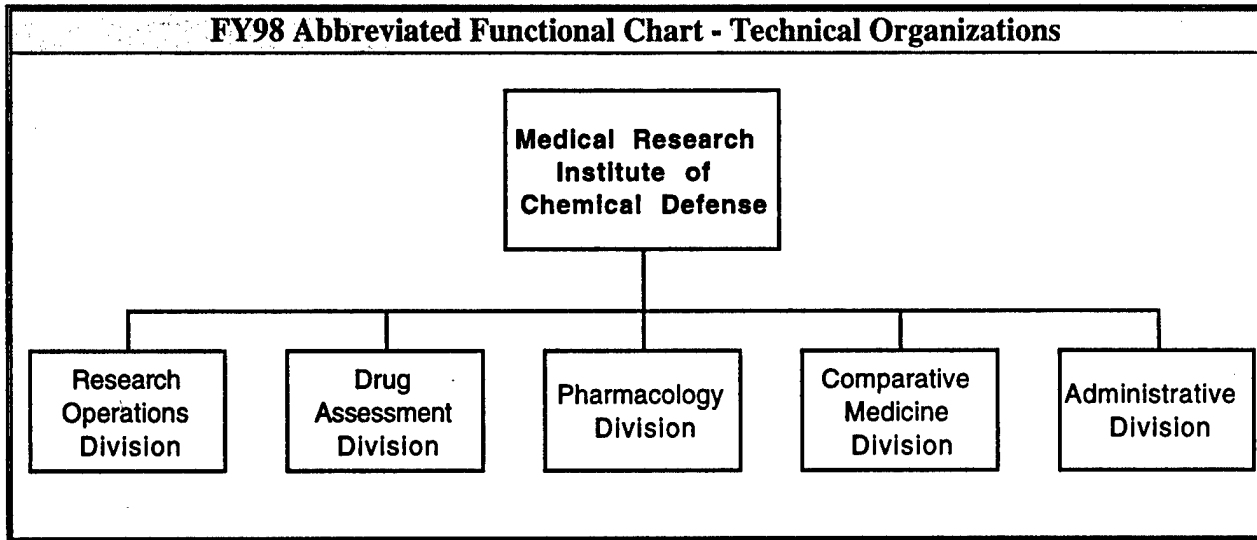 FY98 Abbreviated Functional Chart - Technical Organizations
Medical Research
Institute of
Chemical Defense
Research
Operations
Division
Drug
Assessment
Division
Pharmacology
Division
Comparative
Medicine
Division
Administrative
Division